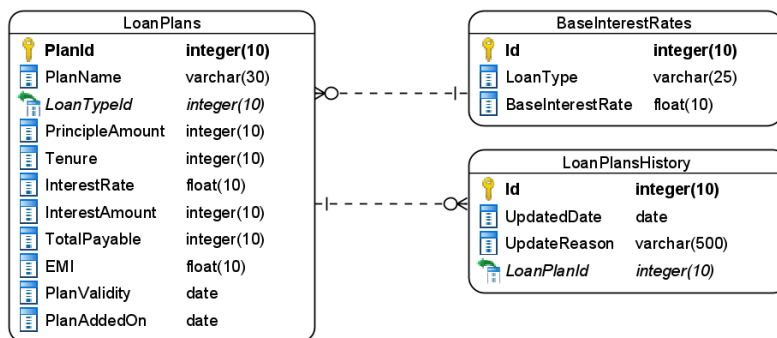 LoanPlans
PlanId integer(10)
PlanName varchar(30)
LoanTypeId integer(10)
PrincipleAmount integer(10)
Tenure integer(10)
InterestRate float(10)
InterestAmount integer(10)
TotalPayable integer(10)
EMI float(10)
PlanValidity date
PlanAddedOn date
BaseInterestRates
Id integer(10)
LoanType varchar(25)
BaseInterestRate float(10)
LoanPlansHistory
Id integer(10)
UpdatedDate date
UpdateReason varchar(500)
LoanPlanId integer(10)